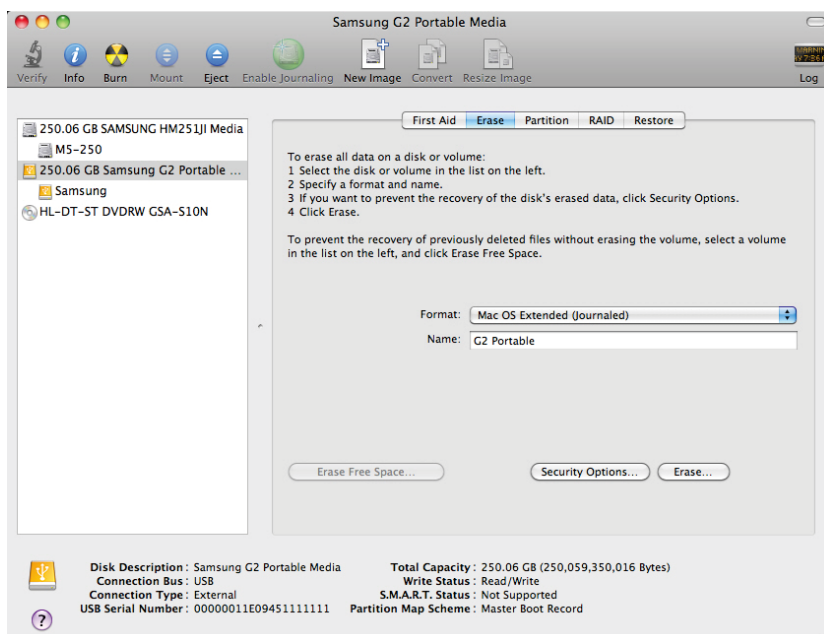 Samsung G2 Portable Media
Verify Info Burn Mount Eject Enable Journaling New Image Convert Resize Image Log
First Aid Erase Partition RAID Restore
250.06 GB SAMSUNG HM251JI Media
M5-250
250.06 GB Samsung G2 Portable ...
Samsung
HL-DT-ST DVDRW GSA-S10N
To erase all data on a disk or volume:
1 Select the disk or volume in the list on the left.
2 Specify a format and name.
3 If you want to prevent the recovery of the disk's erased data, click Security Options.
4 Click Erase.
To prevent the recovery of previously deleted files without erasing the volume, select a volume
in the list on the left, and click Erase Free Space.
Format: Mac OS Extended (Journaled)
Name: G2 Portable
Erase Free Space... Security Options... Erase...
Disk Description : Samsung G2 Portable Media
Connection Bus : USB
Connection Type : External
USB Serial Number : 00000011E09451111111
Total Capacity : 250.06 GB (250,059,350,016 Bytes)
Write Status : Read/Write
S.M.A.R.T. Status : Not Supported
Partition Map Scheme : Master Boot Record
?